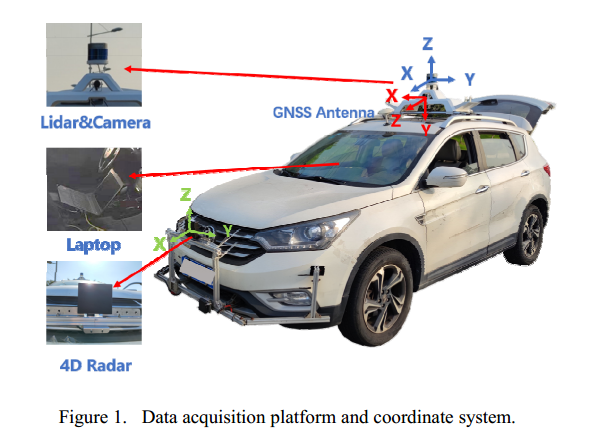 Z
X
Y
X
Z
Y
GNSS Antenna
Lidar&Camera
Z
X
Y
Laptop
4D Radar
Figure 1. Data acquisition platform and coordinate system.